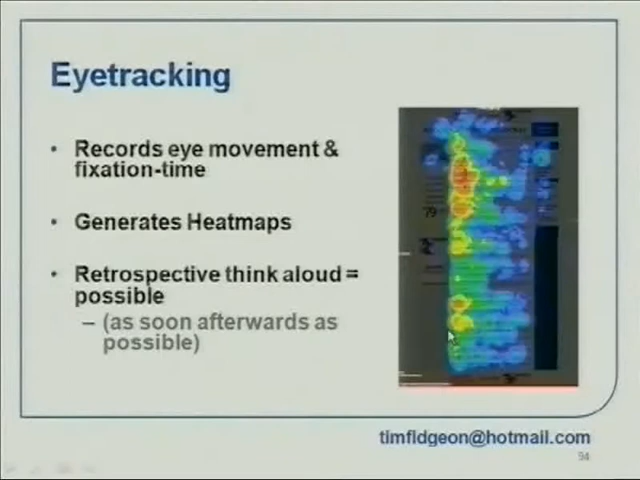 Eyetracking
• Records eye movement &
fixation-time
• Generates Heatmaps
• Retrospective think aloud =
possible
– (as soon afterwards as
possible)
timfidgeon@hotmail.com
94